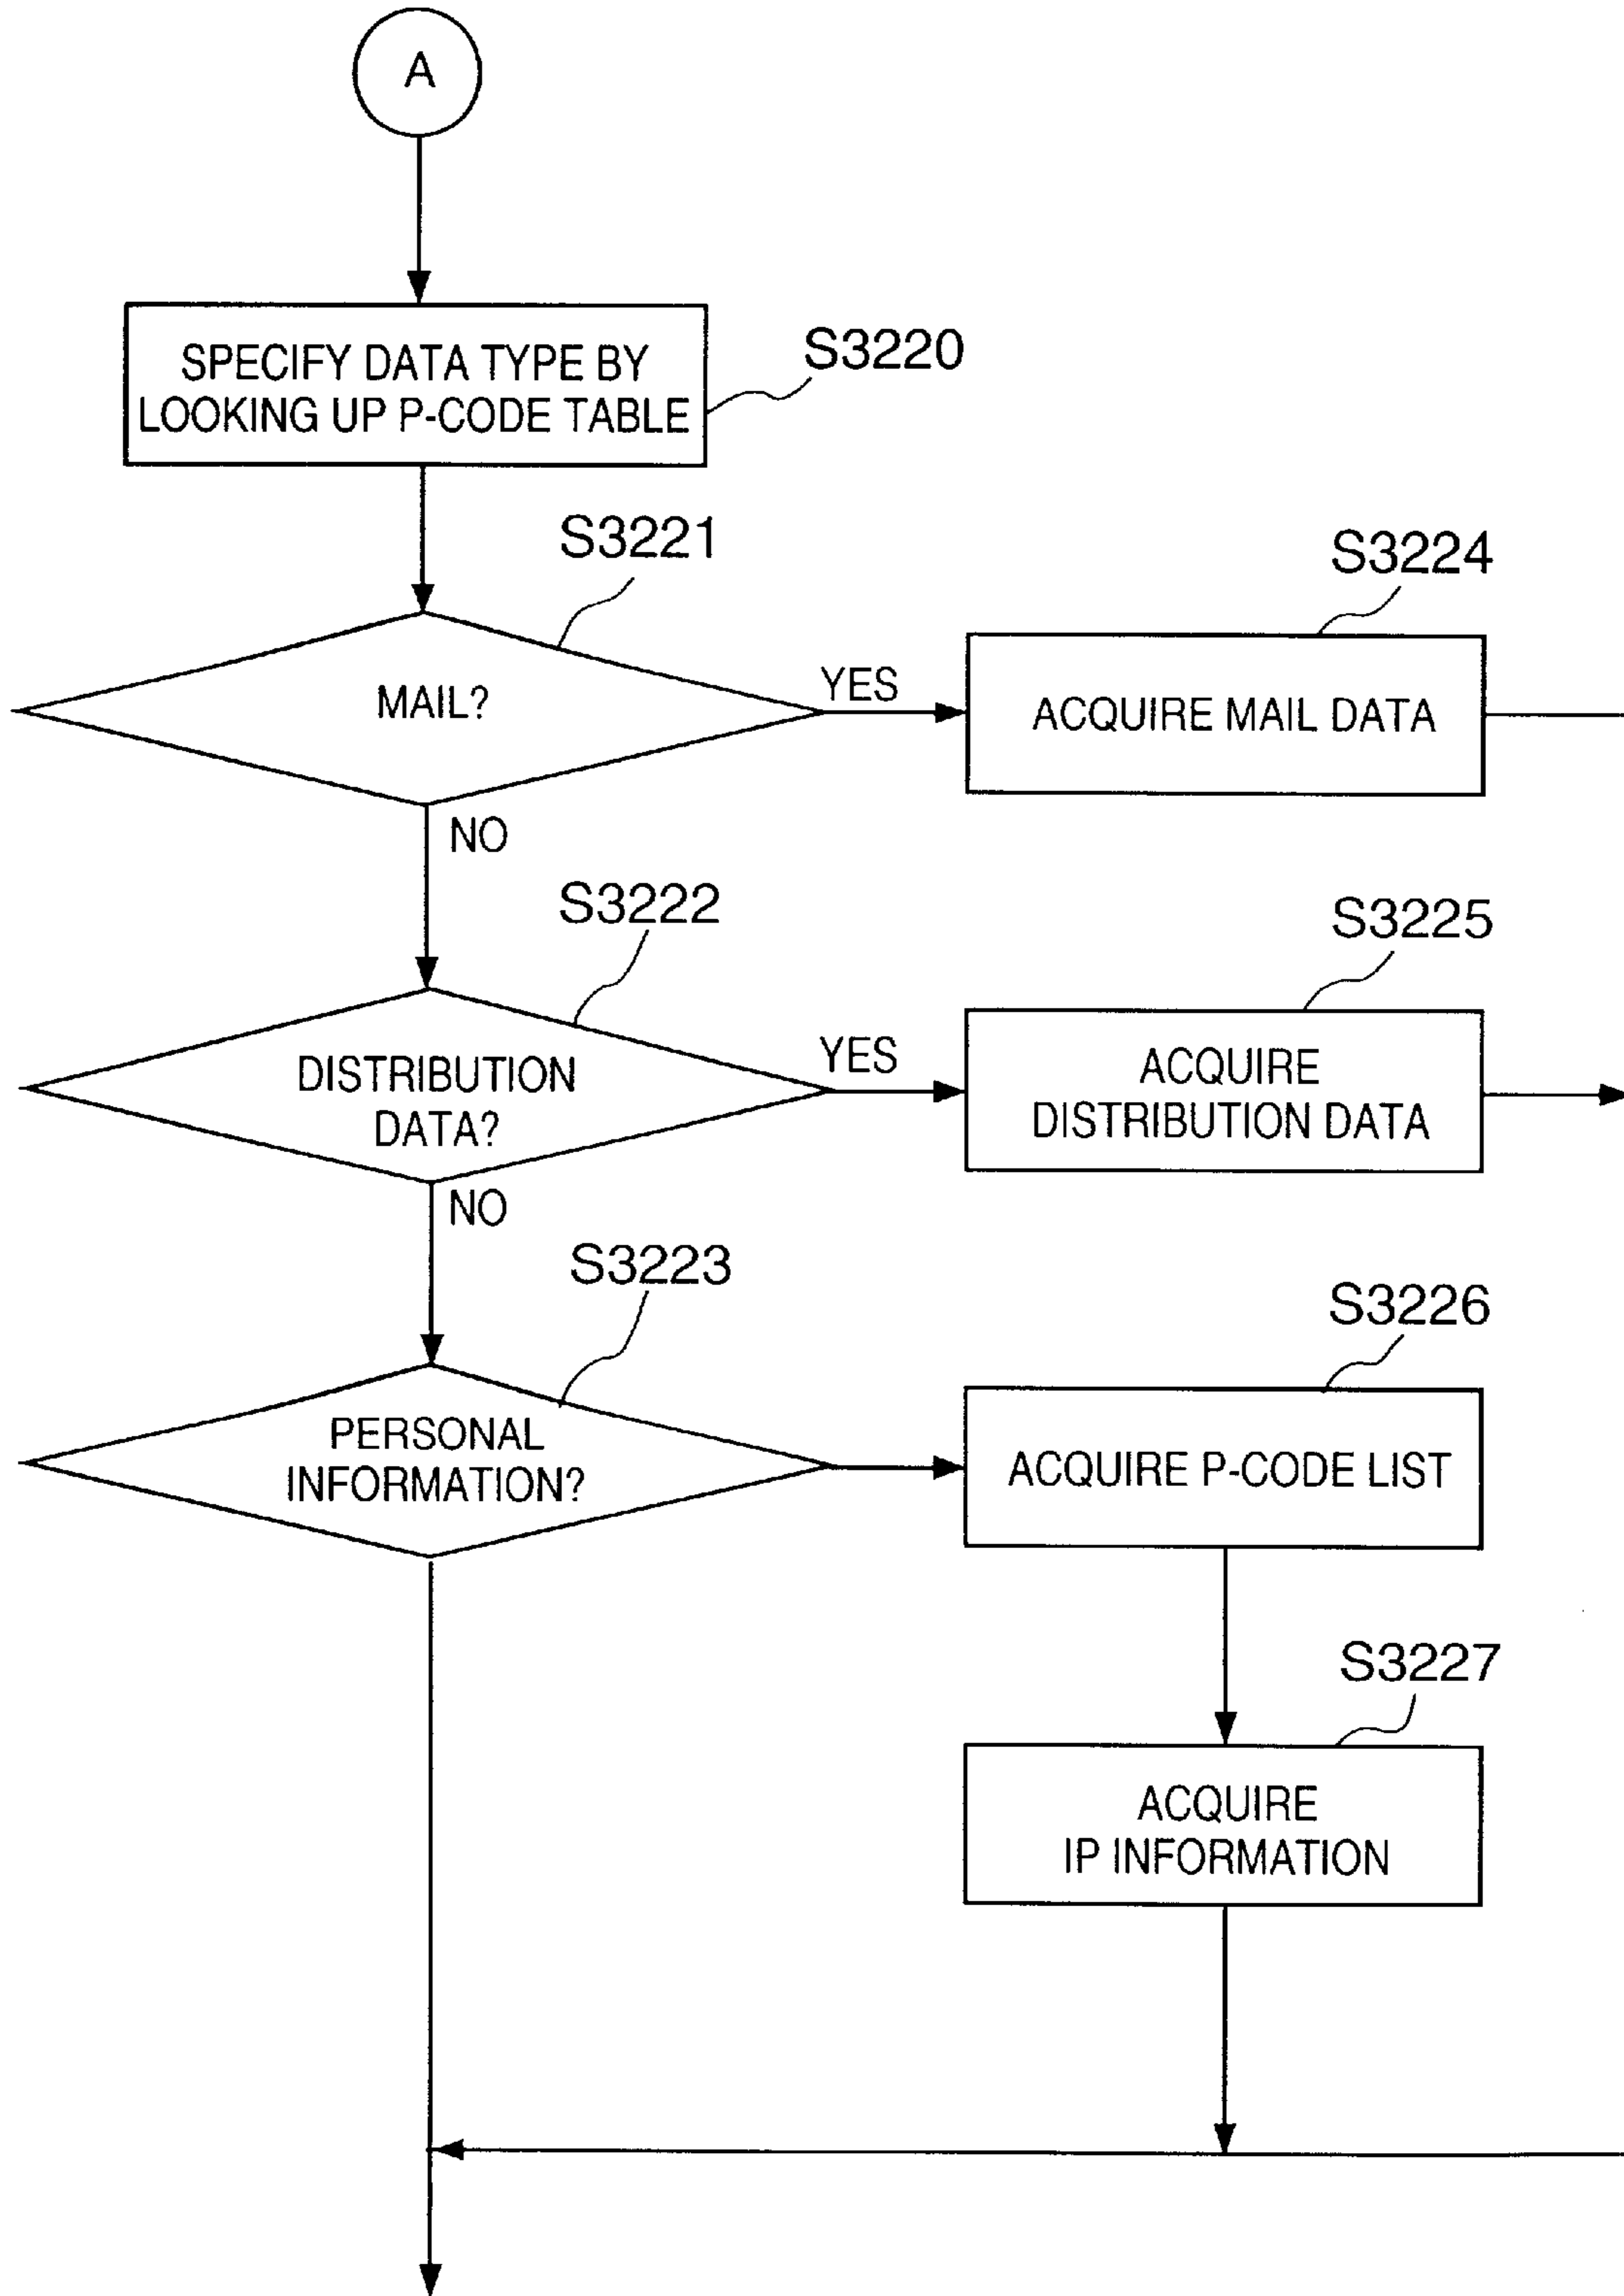 A
SPECIFY DATA TYPE BY
LOOKING UP P-CODE TABLE
S3220
S3221
MAIL?
YES
S3224
ACQUIRE MAIL DATA
NO
S3222
DISTRIBUTION
DATA?
YES
S3225
ACQUIRE
DISTRIBUTION DATA
NO
S3223
PERSONAL
INFORMATION?
S3226
ACQUIRE P-CODE LIST
S3227
ACQUIRE
IP INFORMATION